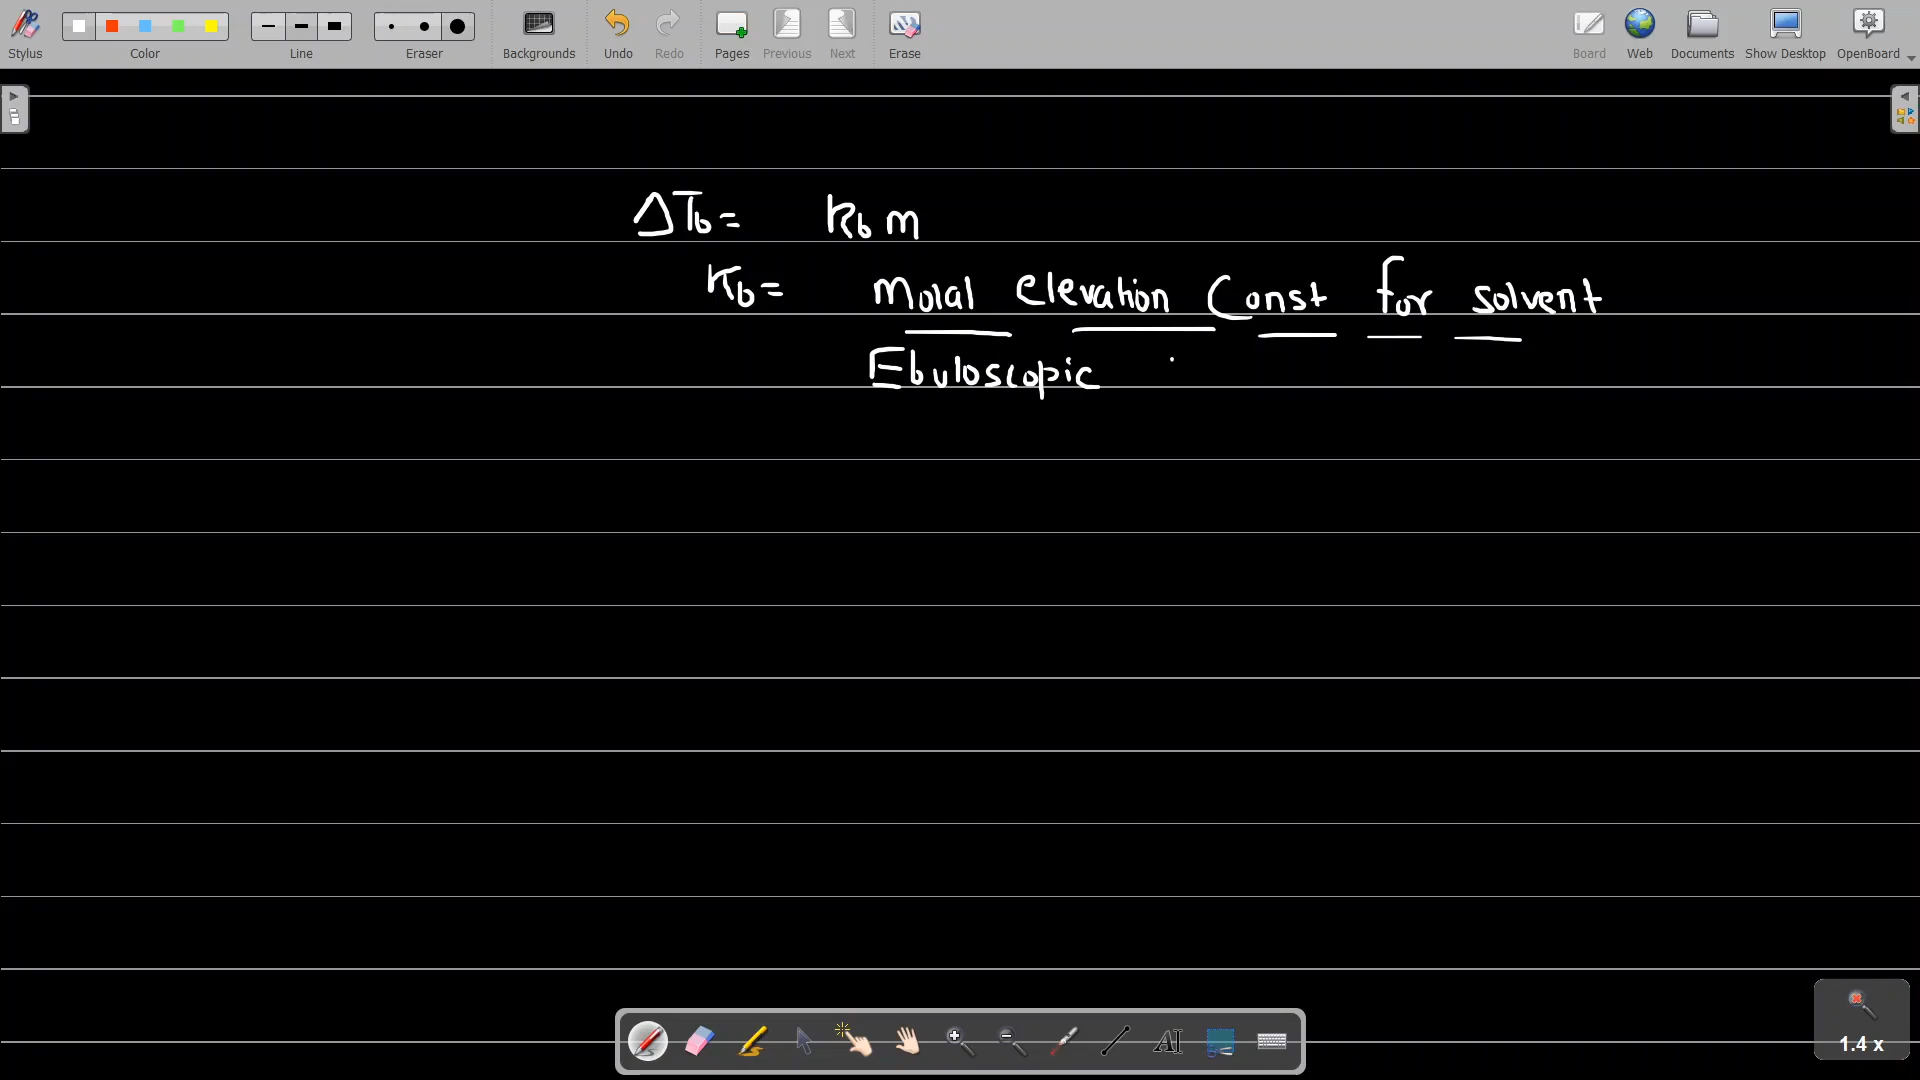 Stylus Color Line Eraser Backgrounds Undo Redo Pages Previous Next Erase Board Web Documents Show Desktop OpenBoard
ΔTb = Kb m
Kb = Molal elevation Const for solvent
Ebuloscopic
1.4 x